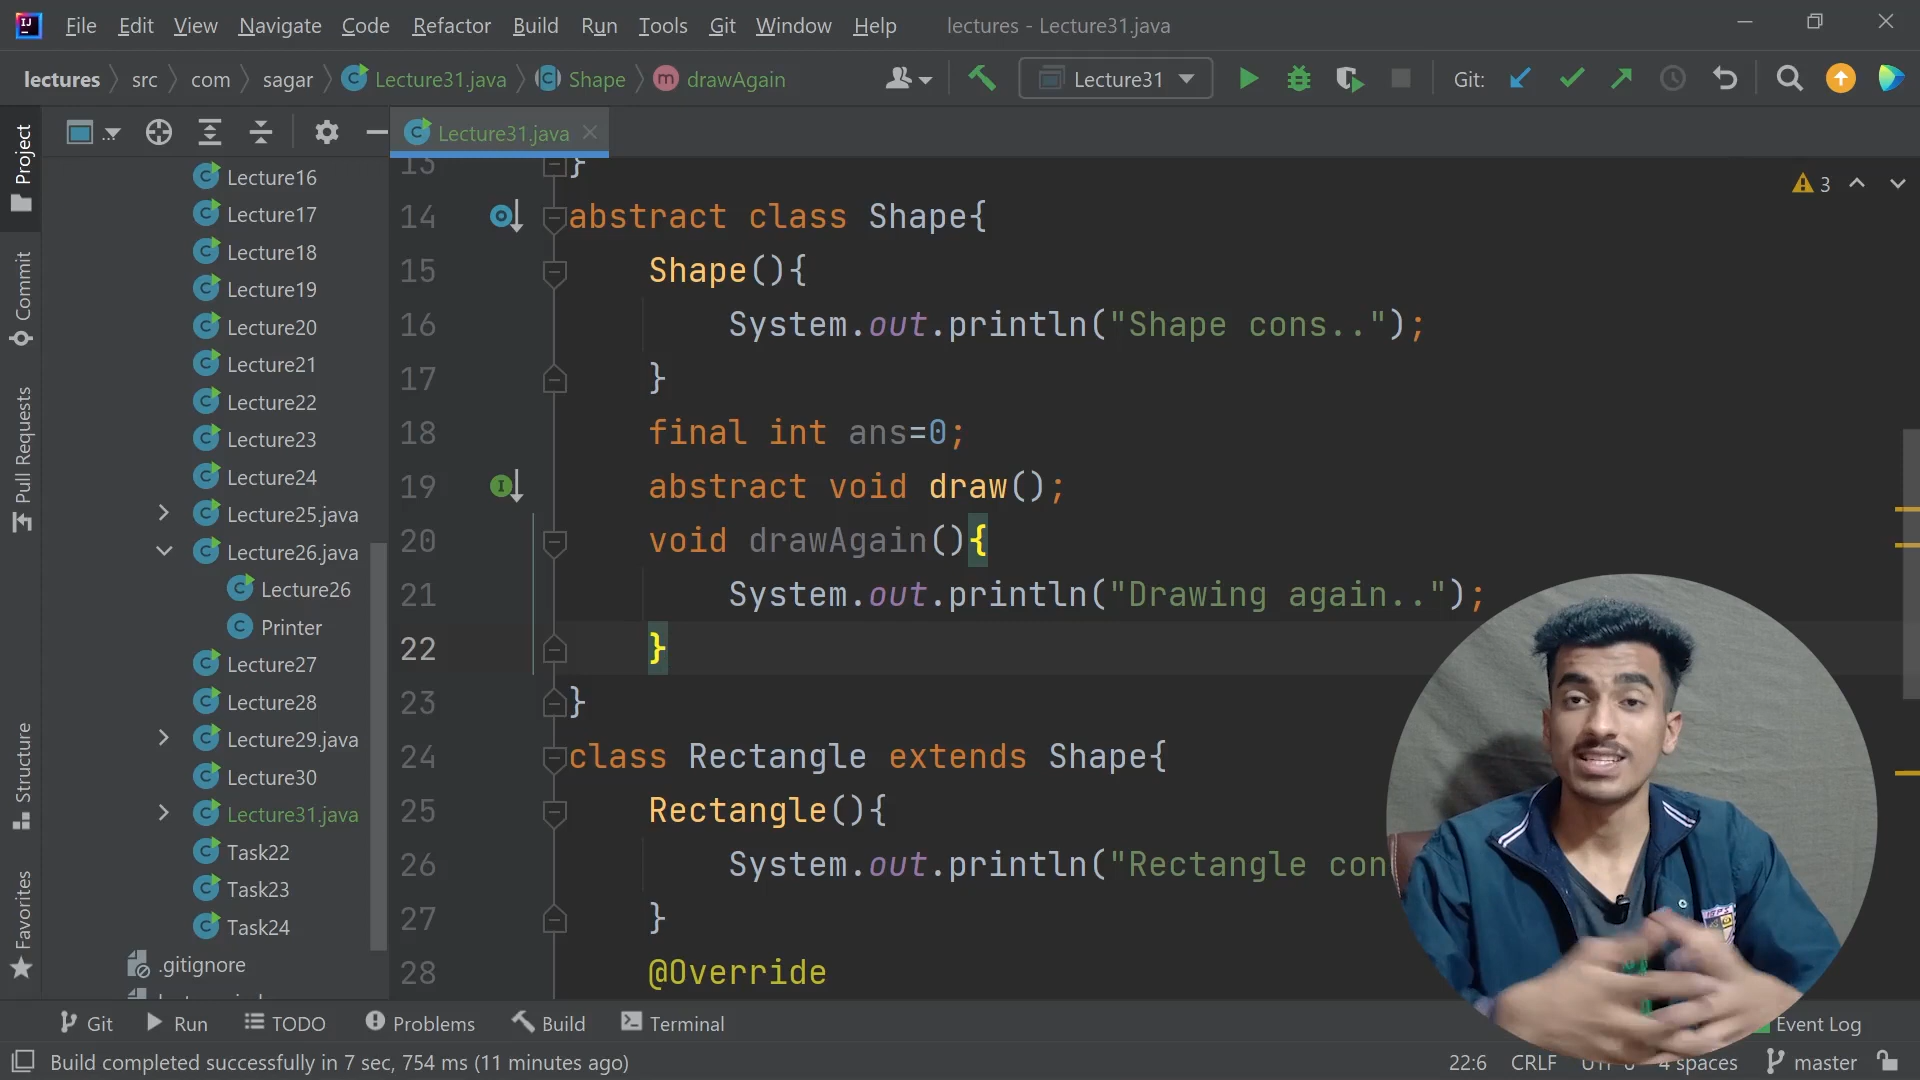 File Edit View Navigate Code Refactor Build Run Tools Git Window Help lectures - Lecture31.java
lectures src com sagar Lecture31.java Shape drawAgain Lecture31 Git:
Project
Commit
Pull Requests
Structure
Favorites
...
Lecture16
Lecture17
Lecture18
Lecture19
Lecture20
Lecture21
Lecture22
Lecture23
Lecture24
Lecture25.java
Lecture26.java
Lecture26
Printer
Lecture27
Lecture28
Lecture29.java
Lecture30
Lecture31.java
Task22
Task23
Task24
.gitignore
Lecture31.java
3
13 }
14 abstract class Shape{
15 Shape(){
16 System.out.println("Shape cons..");
17 }
18 final int ans=0;
19 abstract void draw();
20 void drawAgain(){
21 System.out.println("Drawing again..");
22 }
23 }
24 class Rectangle extends Shape{
25 Rectangle(){
26 System.out.println("Rectangle con
27 }
28 @Override
Git Run TODO Problems Build Terminal Event Log
Build completed successfully in 7 sec, 754 ms (11 minutes ago) 22:6 CRLF 4 spaces master